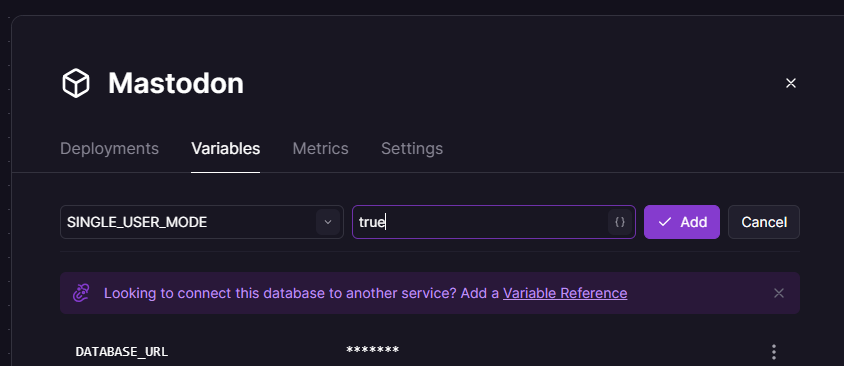 Mastodon
Deployments Variables Metrics Settings
SINGLE_USER_MODE true {} Add Cancel
Looking to connect this database to another service? Add a Variable Reference
DATABASE_URL *******